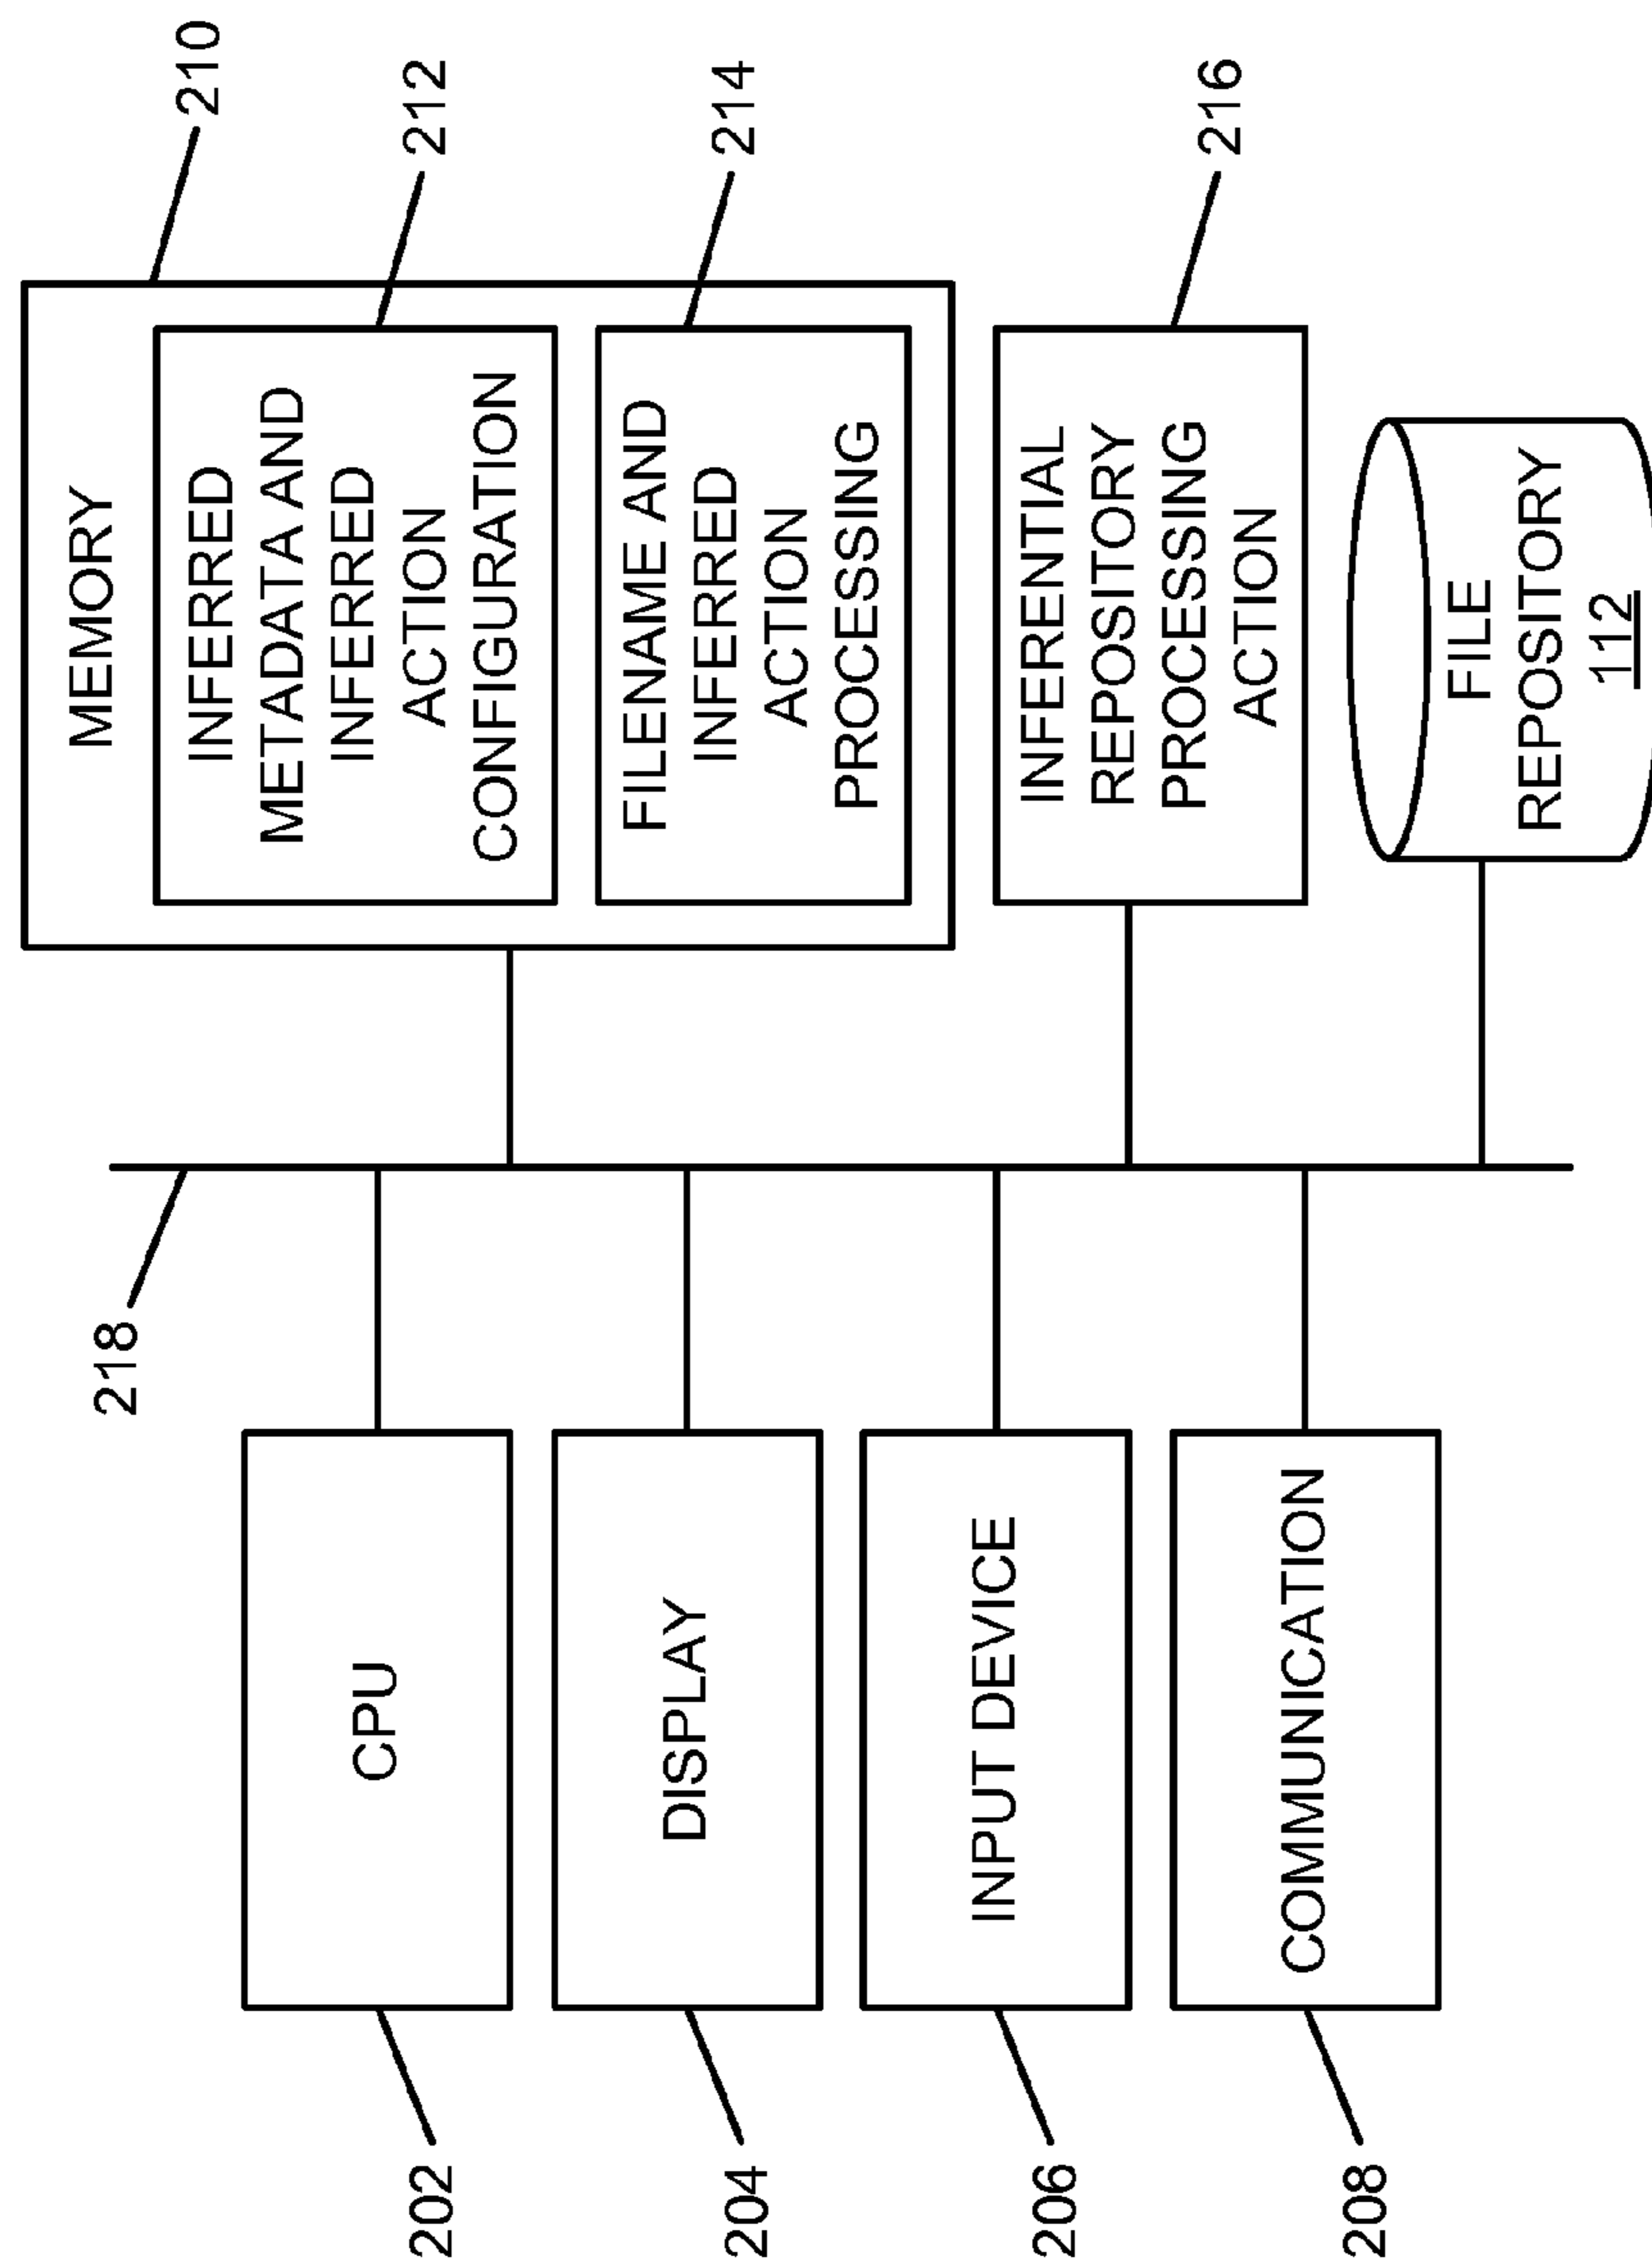 202
CPU
204
DISPLAY
206
INPUT DEVICE
208
COMMUNICATION
218
MEMORY
210
INFERRED
METADATA AND
INFERRED
ACTION
CONFIGURATION
212
FILENAME AND
INFERRED
ACTION
PROCESSING
214
INFERENTIAL
REPOSITORY
PROCESSING
ACTION
216
FILE
REPOSITORY
112